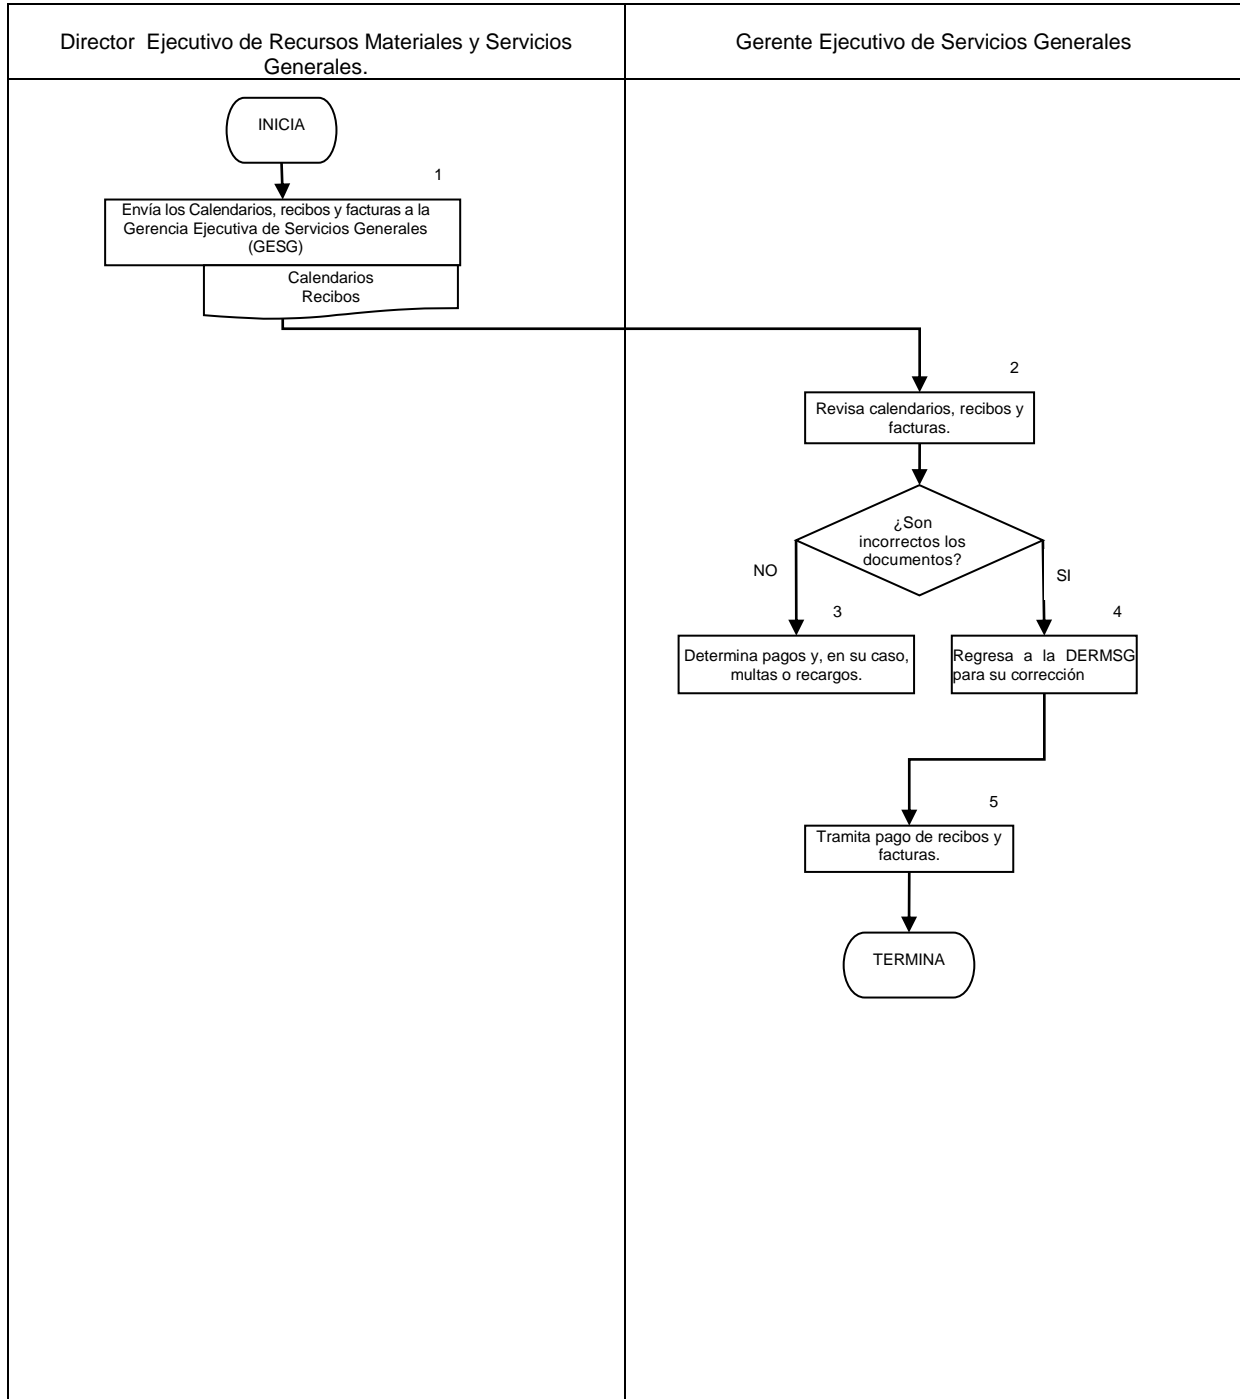 Director Ejecutivo de Recursos Materiales y Servicios
Generales.
Gerente Ejecutivo de Servicios Generales
INICIA
1
Envía los Calendarios, recibos y facturas a la
Gerencia Ejecutiva de Servicios Generales
(GESG)
Calendarios
Recibos
2
Revisa calendarios, recibos y
facturas.
¿Son
incorrectos los
documentos?
NO
SI
3
4
Determina pagos y, en su caso,
multas o recargos.
Regresa a la DERMSG
para su corrección
5
Tramita pago de recibos y
facturas.
TERMINA